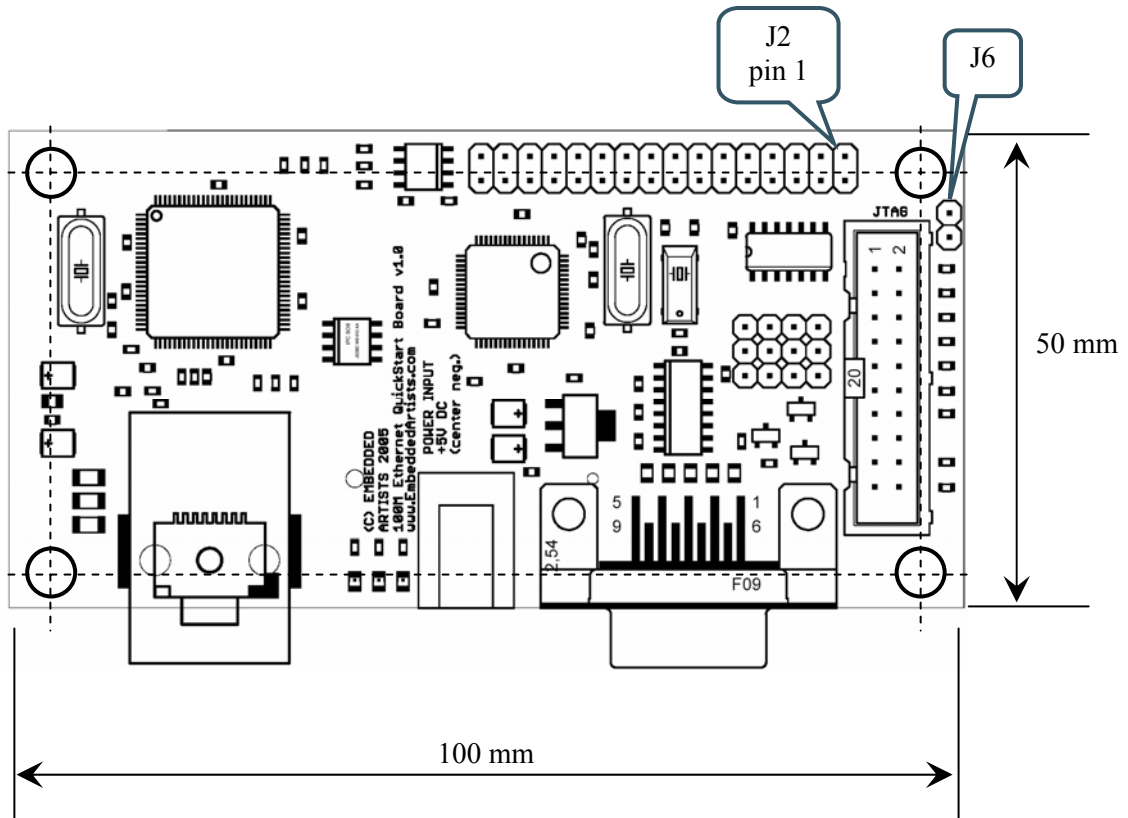 J2
pin 1
J6
JTAG
1 2
20
50 mm
(C) EMBEDDED
ARTISTS 2005
100M Ethernet QuickStart Board v1.0
www.EmbeddedArtists.com
POWER INPUT
+5V DC
(center neg.)
5 1
9 6
2,54
F09
100 mm